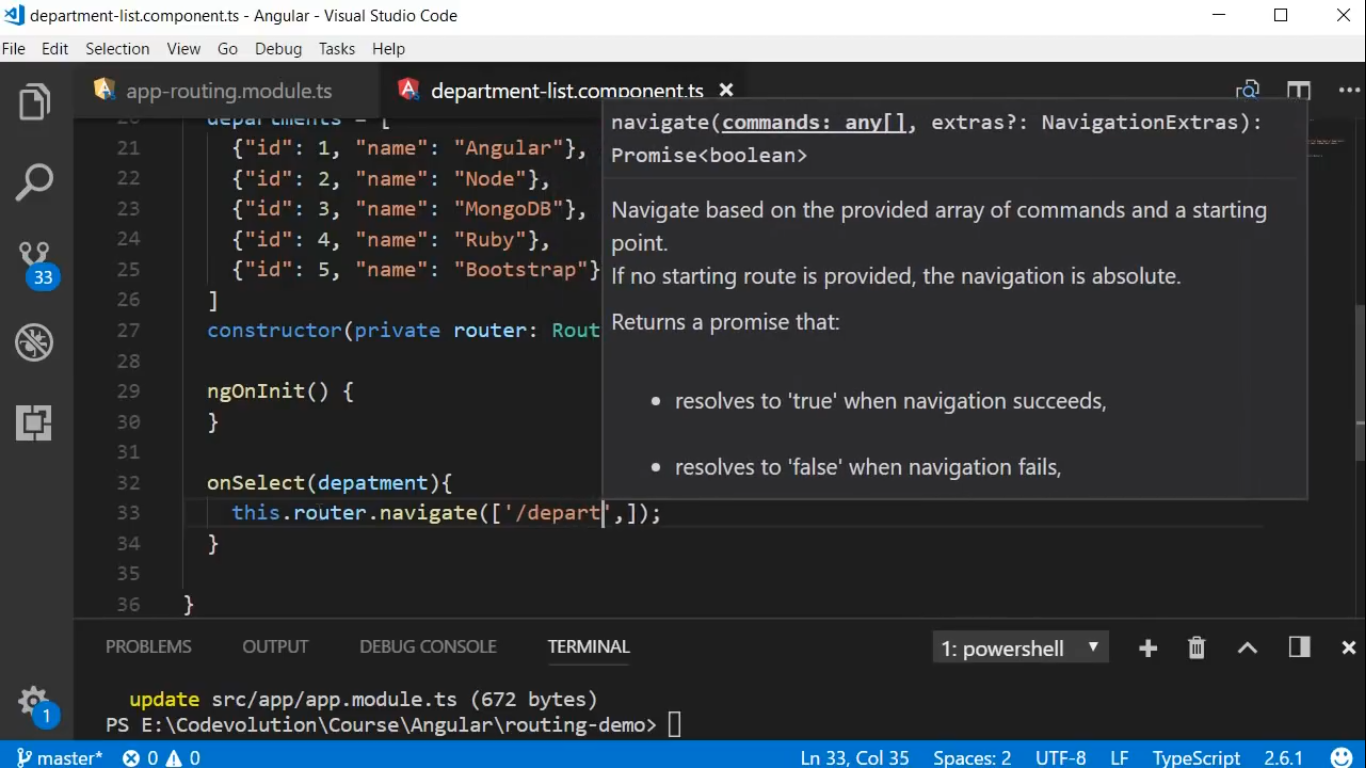 department-list.component.ts - Angular - Visual Studio Code
File Edit Selection View Go Debug Tasks Help
app-routing.module.ts department-list.component.ts
departments = [
21 {"id": 1, "name": "Angular"},
22 {"id": 2, "name": "Node"},
23 {"id": 3, "name": "MongoDB"},
24 {"id": 4, "name": "Ruby"},
25 {"id": 5, "name": "Bootstrap"}
26 ]
27 constructor(private router: Rout
28
29 ngOnInit() {
30 }
31
32 onSelect(depatment){
33 this.router.navigate(['/depart',]);
34 }
35
36 }
navigate(commands: any[], extras?: NavigationExtras):
Promise<boolean>
Navigate based on the provided array of commands and a starting
point.
If no starting route is provided, the navigation is absolute.
Returns a promise that:
• resolves to 'true' when navigation succeeds,
• resolves to 'false' when navigation fails,
33
1
PROBLEMS OUTPUT DEBUG CONSOLE TERMINAL 1: powershell
update src/app/app.module.ts (672 bytes)
PS E:\Codevolution\Course\Angular\routing-demo>
master* 0 0 Ln 33, Col 35 Spaces: 2 UTF-8 LF TypeScript 2.6.1